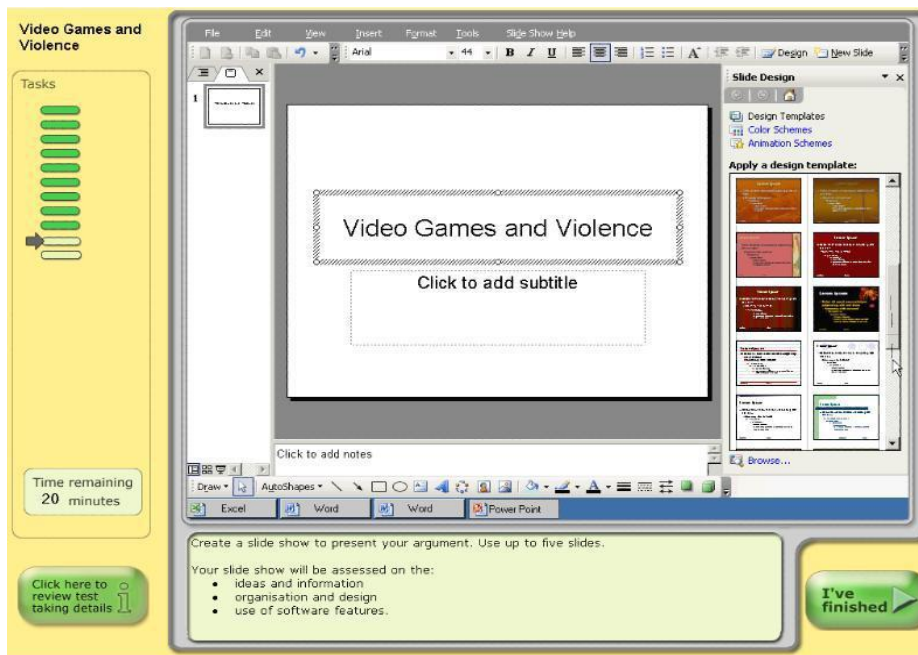 Video Games and
Violence
Tasks
Time remaining
20 minutes
Click here to
review test
taking details
File Edit View Insert Format Tools Slide Show Help
Arial 44 B I U A Design New Slide
1
Video Games and Violence
Click to add subtitle
Click to add notes
Slide Design
Design Templates
Color Schemes
Animation Schemes
Apply a design template:
Browse...
Draw AutoShapes A
Excel Word Word Power Point
Create a slide show to present your argument. Use up to five slides.
Your slide show will be assessed on the:
• ideas and information
• organisation and design
• use of software features.
I've
finished